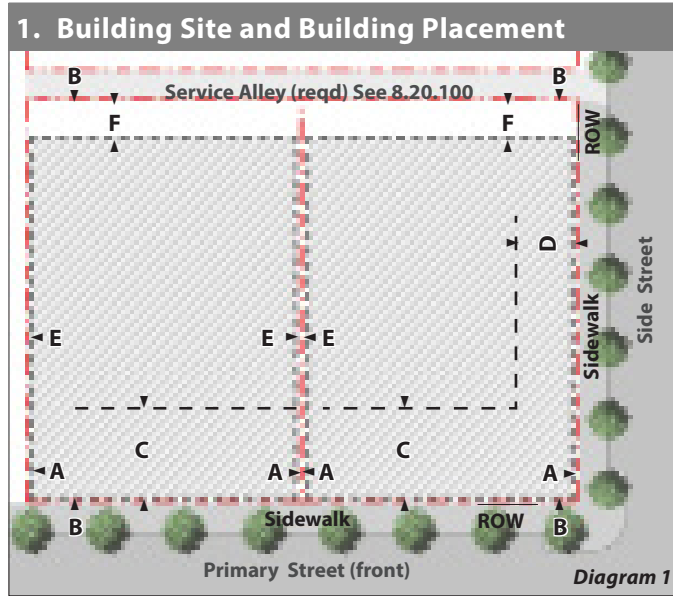 1. Building Site and Building Placement
B B
Service Alley (reqd) See 8.20.100
F F
ROW
D
Side Street
Sidewalk
E E E
C C
A A A A
Sidewalk ROW
B B
Primary Street (front)
Diagram 1